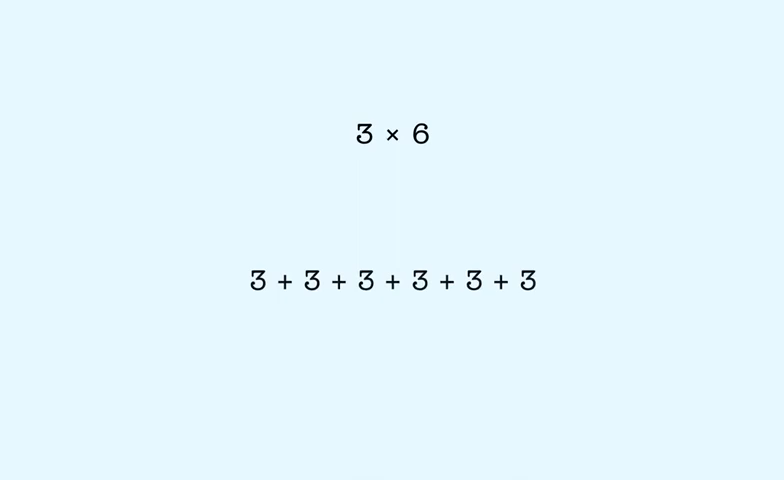 3 × 6
3 + 3 + 3 + 3 + 3 + 3